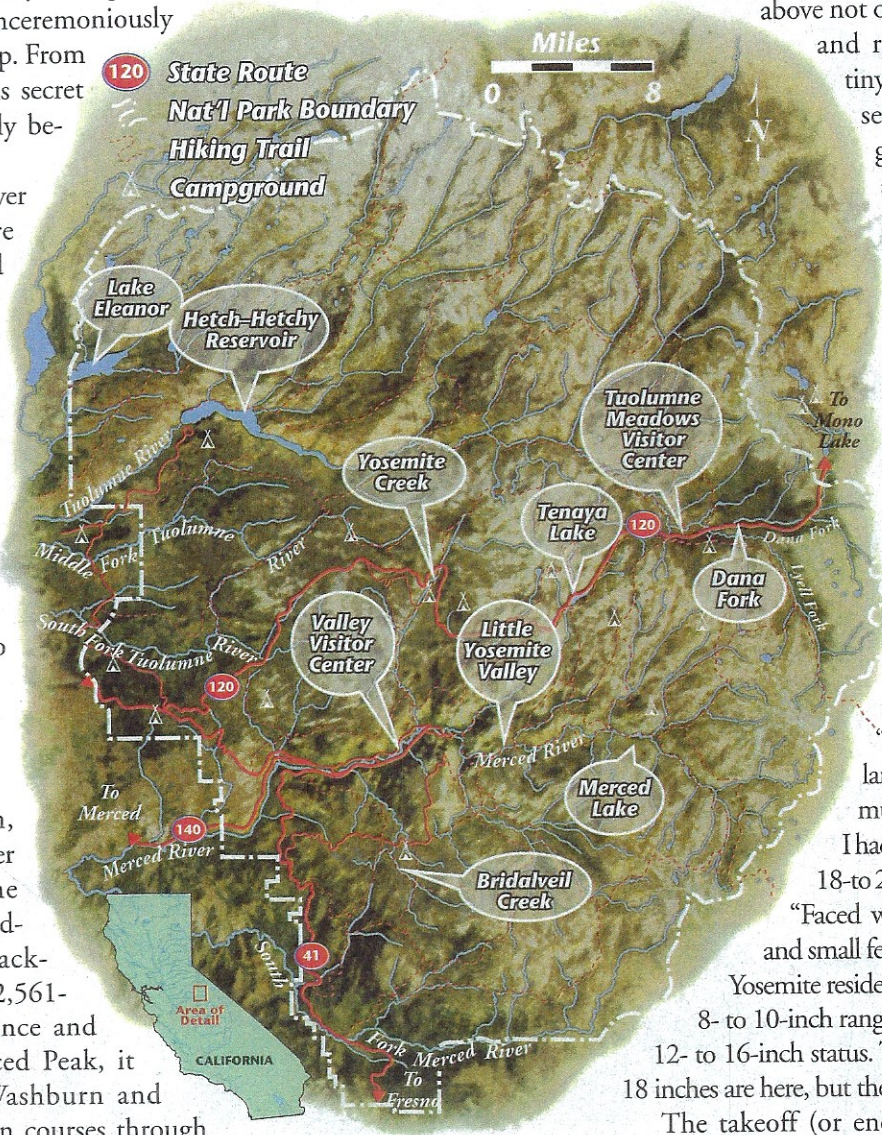 nceremoniously
p. From
s secret
ly be-
ver
re
above not
and
tiny
120 State Route
Nat'l Park Boundary
Hiking Trail
Campground
Miles
0 8
N
Lake
Eleanor
Hetch-Hetchy
Reservoir
Tuolumne
Meadows
Visitor
Center
To
Mono
Lake
Yosemite
Creek
Tenaya
Lake
120
Dana Fork
Dana
Fork
Lyell Fork
Tuolumne River
Middle Fork Tuolumne River
South Fork Tuolumne River
Valley
Visitor
Center
Little
Yosemite
Valley
120
Merced River
Merced
Lake
To
Merced
140
Merced River
Bridalveil
Creek
41
South Fork Merced River
To
Fresno
Area of
Detail
CALIFORNIA
n,
er
ne
d-
ack-
2,561-
nce and
ced Peak, it
Washburn and
n courses through
I had
18-to 2
"Faced w
and small fe
Yosemite reside
8- to 10-inch rang
12- to 16-inch status.
18 inches are here, but the
The takeoff (or en